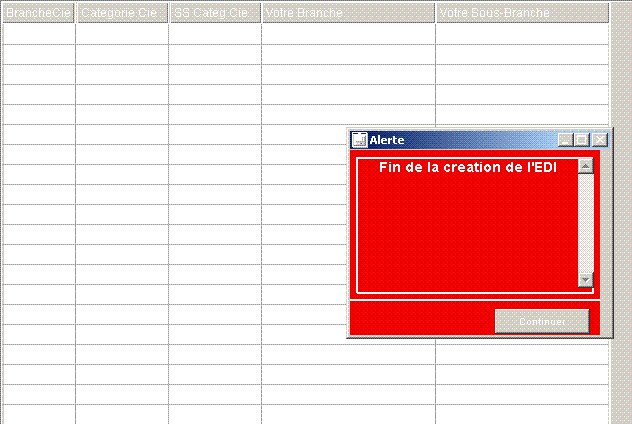 BrancheCie Categorie Cie SS Categ Cie Votre Branche Votre Sous-Branche
Alerte
Fin de la creation de l'EDI
Continuer